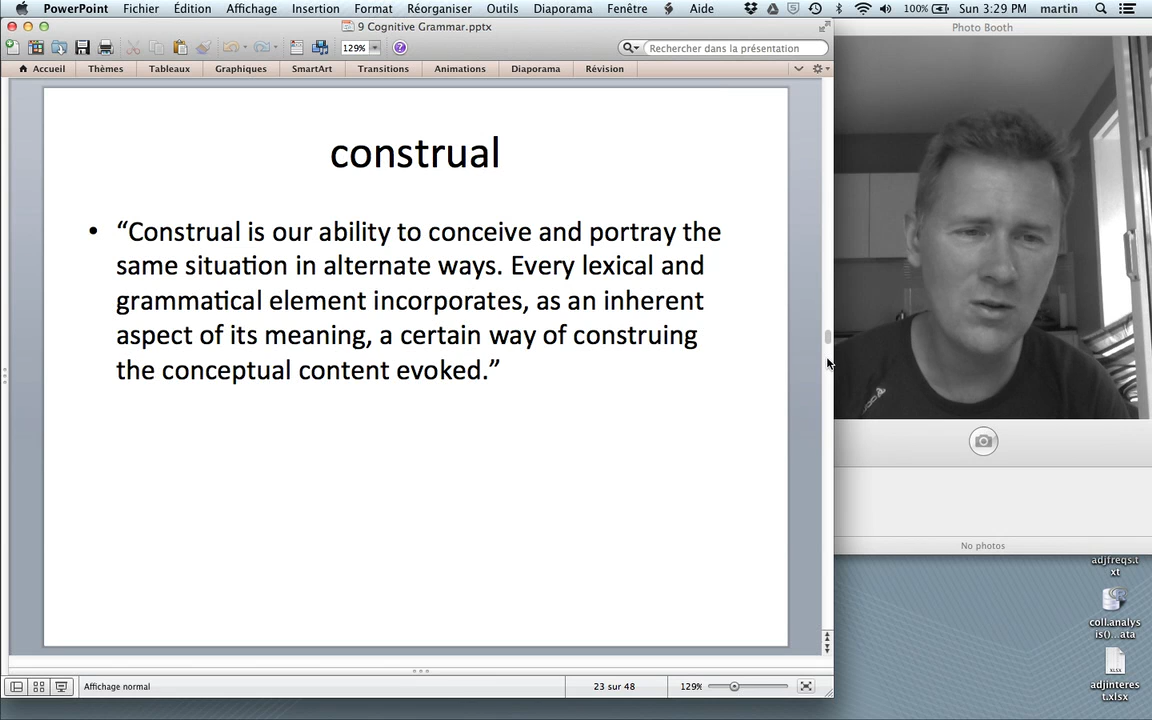 PowerPoint Fichier Édition Affichage Insertion Format Réorganiser Outils Diaporama Fenêtre Aide 100% Sun 3:29 PM martin
9 Cognitive Grammar.pptx
Photo Booth
129% Rechercher dans la présentation
Accueil Thèmes Tableaux Graphiques SmartArt Transitions Animations Diaporama Révision
construal
• “Construal is our ability to conceive and portray the
same situation in alternate ways. Every lexical and
grammatical element incorporates, as an inherent
aspect of its meaning, a certain way of construing
the conceptual content evoked.”
No photos
adjfreqs.t
xt
coll.analy
sis()...ata
adjinteres
t.xlsx
Affichage normal 23 sur 48 129%